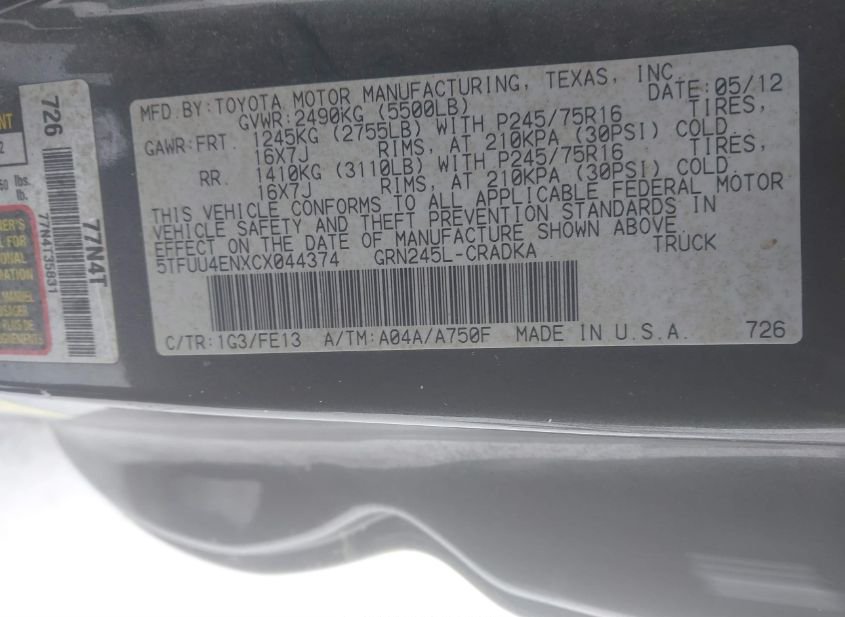 MFD.BY:TOYOTA MOTOR MANUFACTURING, TEXAS, INC.
GVWR:2490KG (5500LB) DATE:05/12
GAWR:FRT. 1245KG (2755LB) WITH P245/75R16 TIRES,
16X7J RIMS, AT 210KPA (30PSI) COLD.
RR. 1410KG (3110LB) WITH P245/75R16 TIRES,
16X7J RIMS, AT 210KPA (30PSI) COLD.
THIS VEHICLE CONFORMS TO ALL APPLICABLE FEDERAL MOTOR
VEHICLE SAFETY AND THEFT PREVENTION STANDARDS IN
EFFECT ON THE DATE OF MANUFACTURE SHOWN ABOVE.
5TFUU4ENXCX044374 GRN245L-CRADKA TRUCK
C/TR:1G3/FE13 A/TM:A04A/A750F MADE IN U.S.A. 726
726
77N4T
77N4T35831
lbs.
lb.